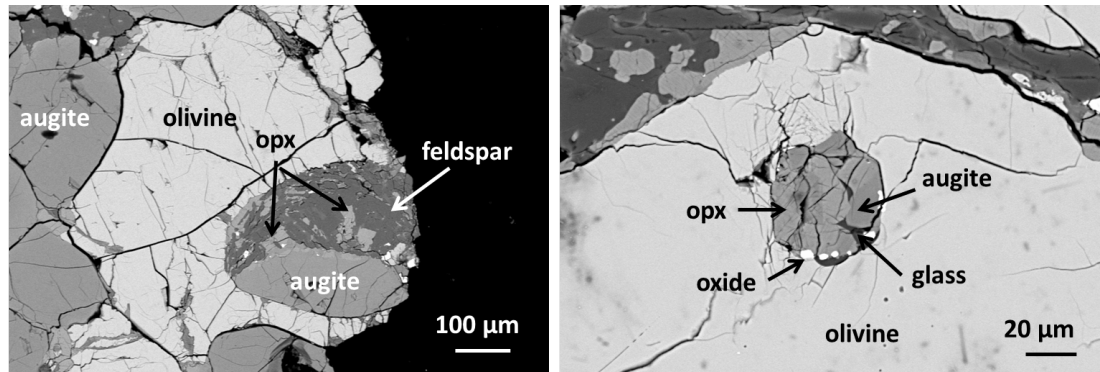 augite
olivine
opx
feldspar
augite
100 µm
opx
augite
oxide
glass
olivine
20 µm